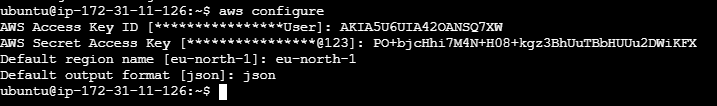 ubuntu@ip-172-31-11-126:~$ aws configure
AWS Access Key ID [****************User]: AKIA5U6UIA42OANSQ7XW
AWS Secret Access Key [****************@123]: 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
Default region name [eu-north-1]: eu-north-1
Default output format [json]: json
ubuntu@ip-172-31-11-126:~$